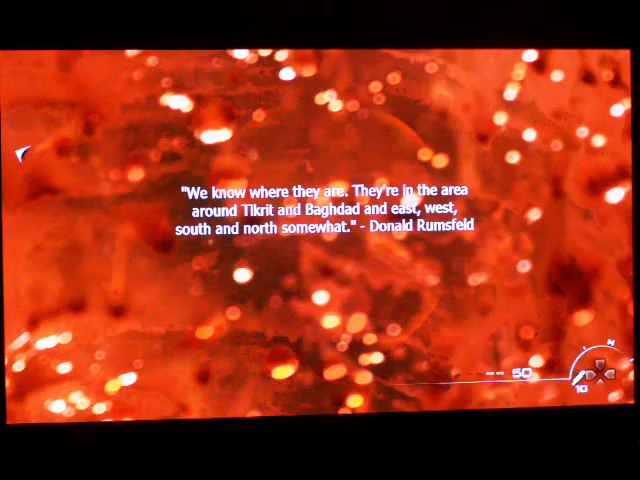 "We know where they are. They're in the area
around Tikrit and Baghdad and east, west,
south and north somewhat." - Donald Rumsfeld
N
50
10